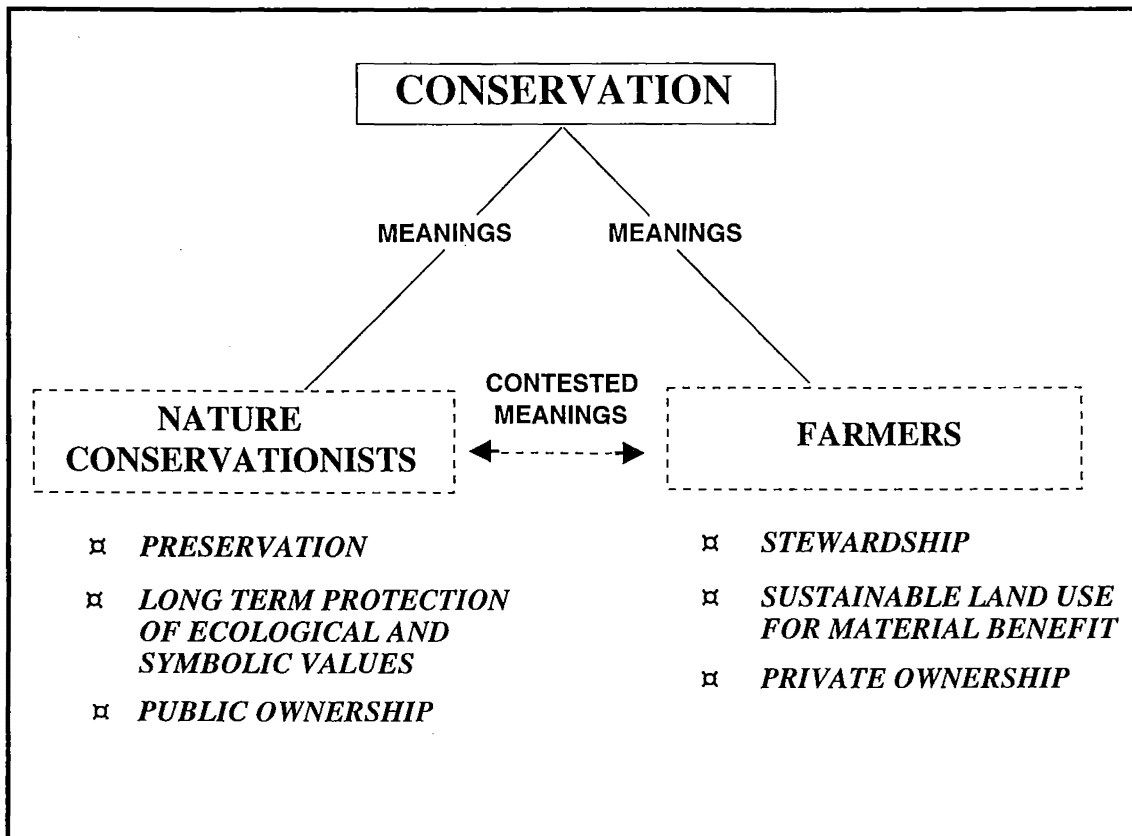 CONSERVATION
MEANINGS MEANINGS
CONTESTED
MEANINGS
NATURE
CONSERVATIONISTS
FARMERS
¤ PRESERVATION
¤ LONG TERM PROTECTION
OF ECOLOGICAL AND
SYMBOLIC VALUES
¤ PUBLIC OWNERSHIP
¤ STEWARDSHIP
¤ SUSTAINABLE LAND USE
FOR MATERIAL BENEFIT
¤ PRIVATE OWNERSHIP